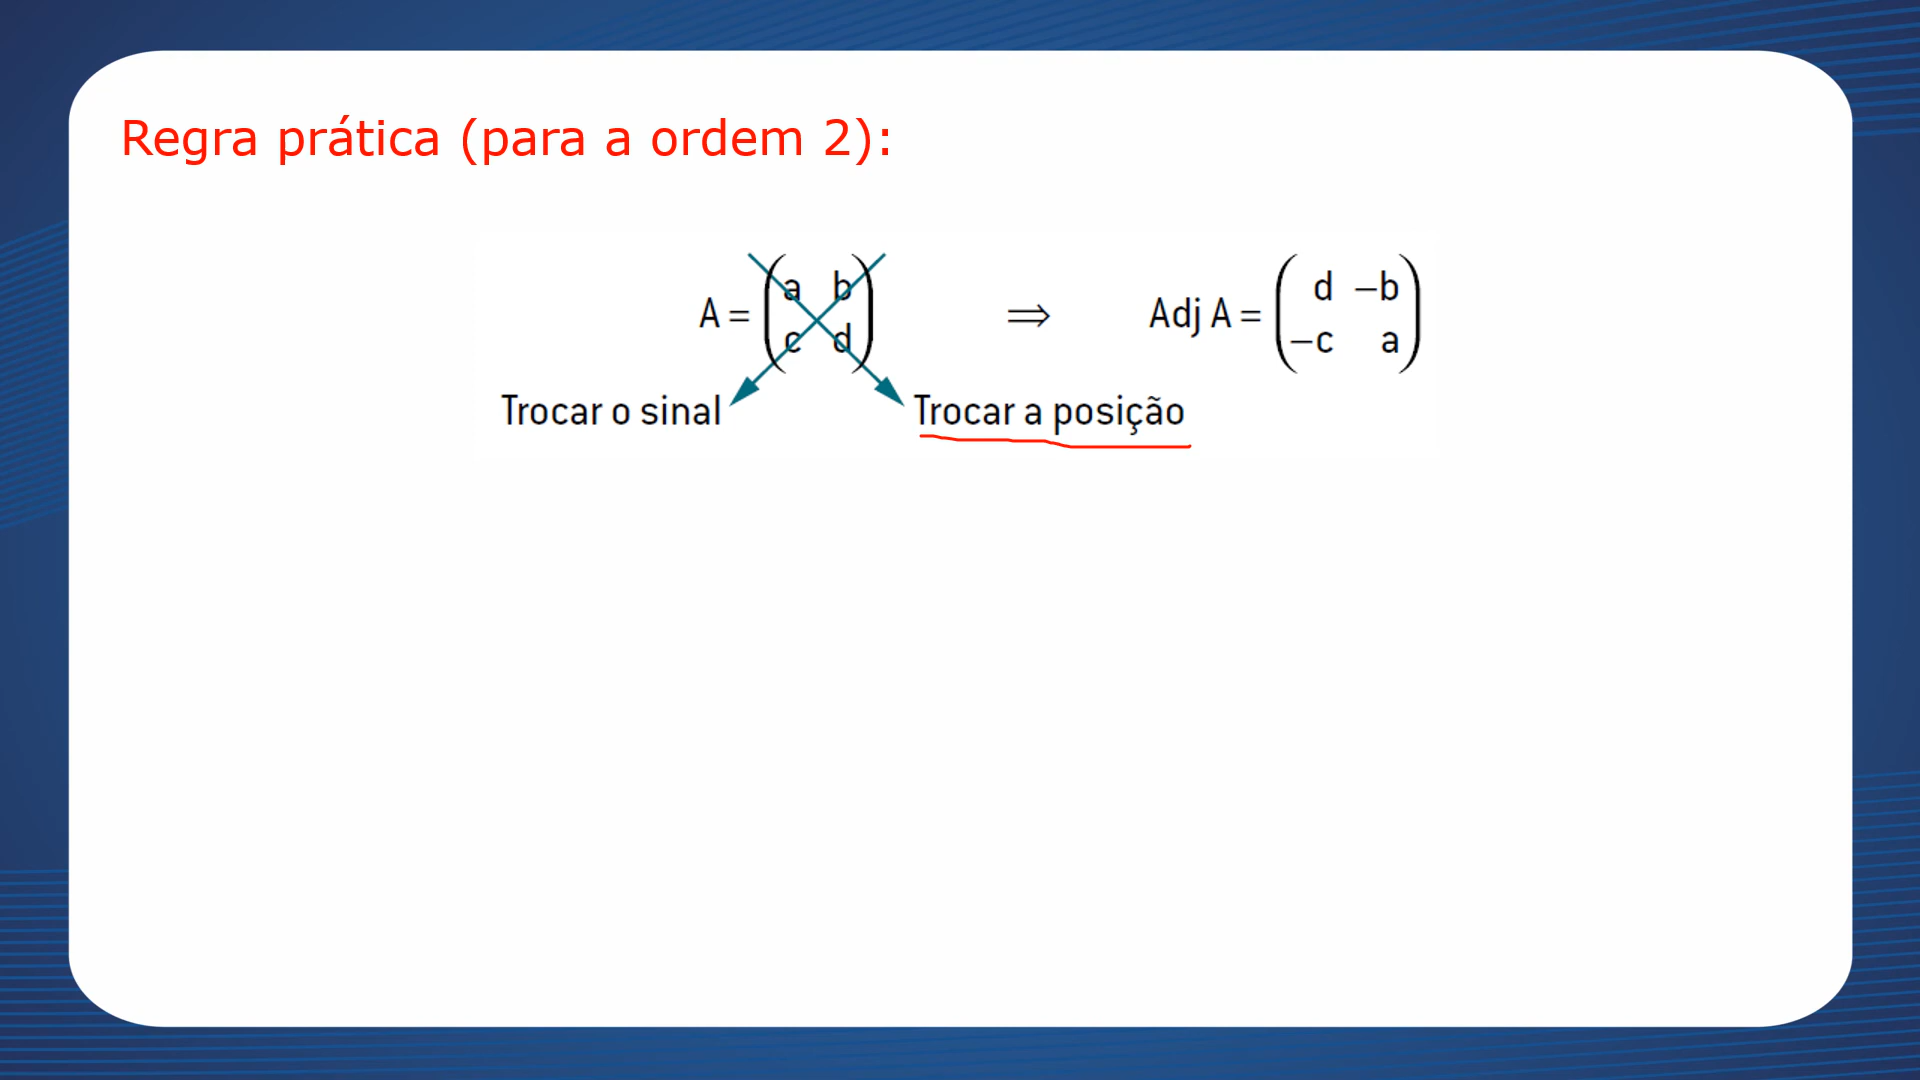 Regra prática (para a ordem 2):
A = (a b
c d) ⇒ Adj A = (d −b
−c a)
Trocar o sinal Trocar a posição